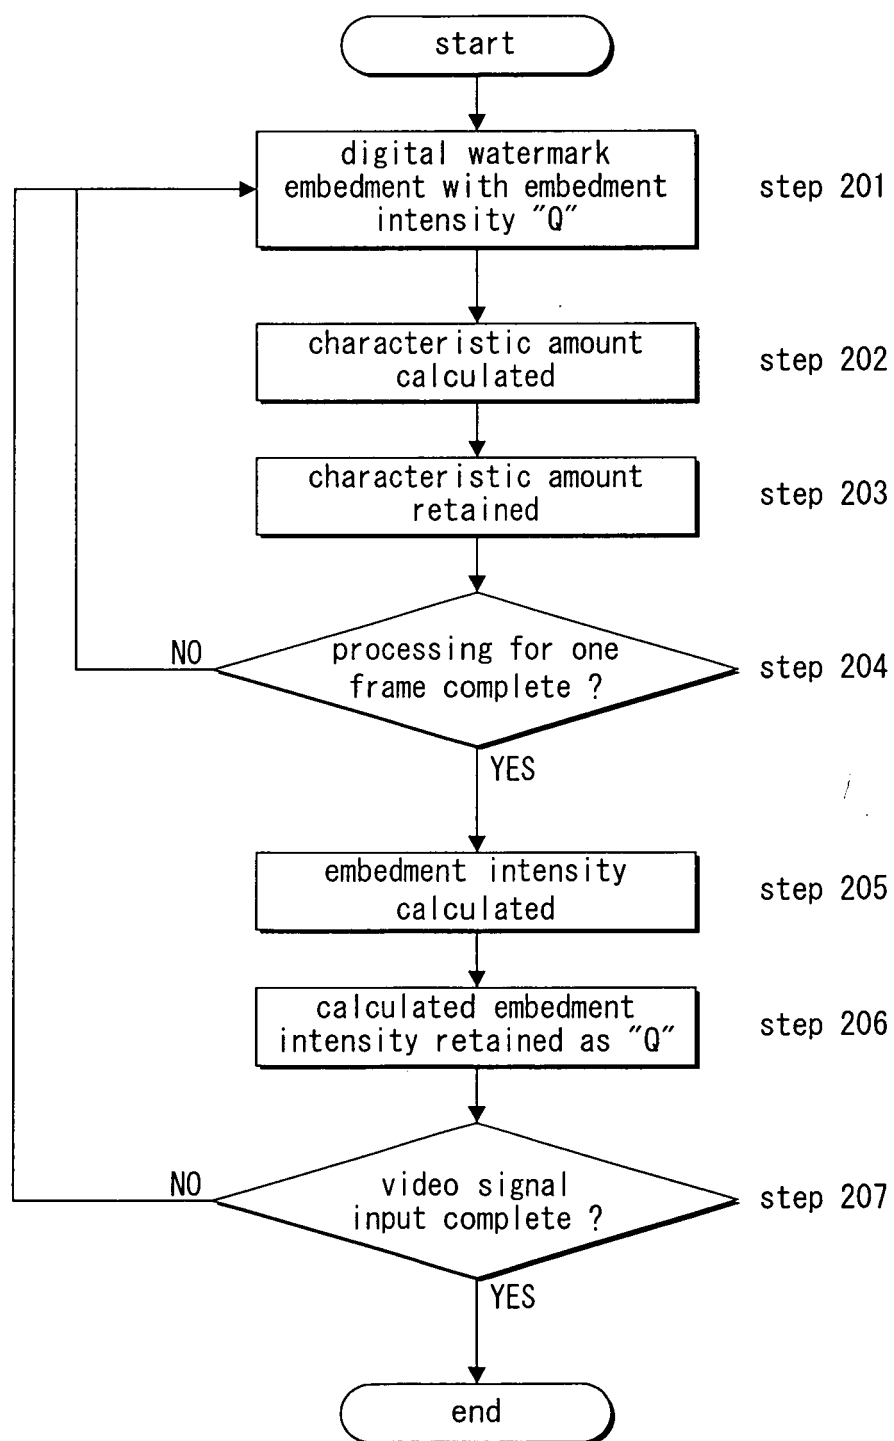 start
digital watermark
embedment with embedment
intensity "Q"
step 201
characteristic amount
calculated
step 202
characteristic amount
retained
step 203
processing for one
frame complete ?
step 204
NO
YES
embedment intensity
calculated
step 205
calculated embedment
intensity retained as "Q"
step 206
video signal
input complete ?
step 207
NO
YES
end